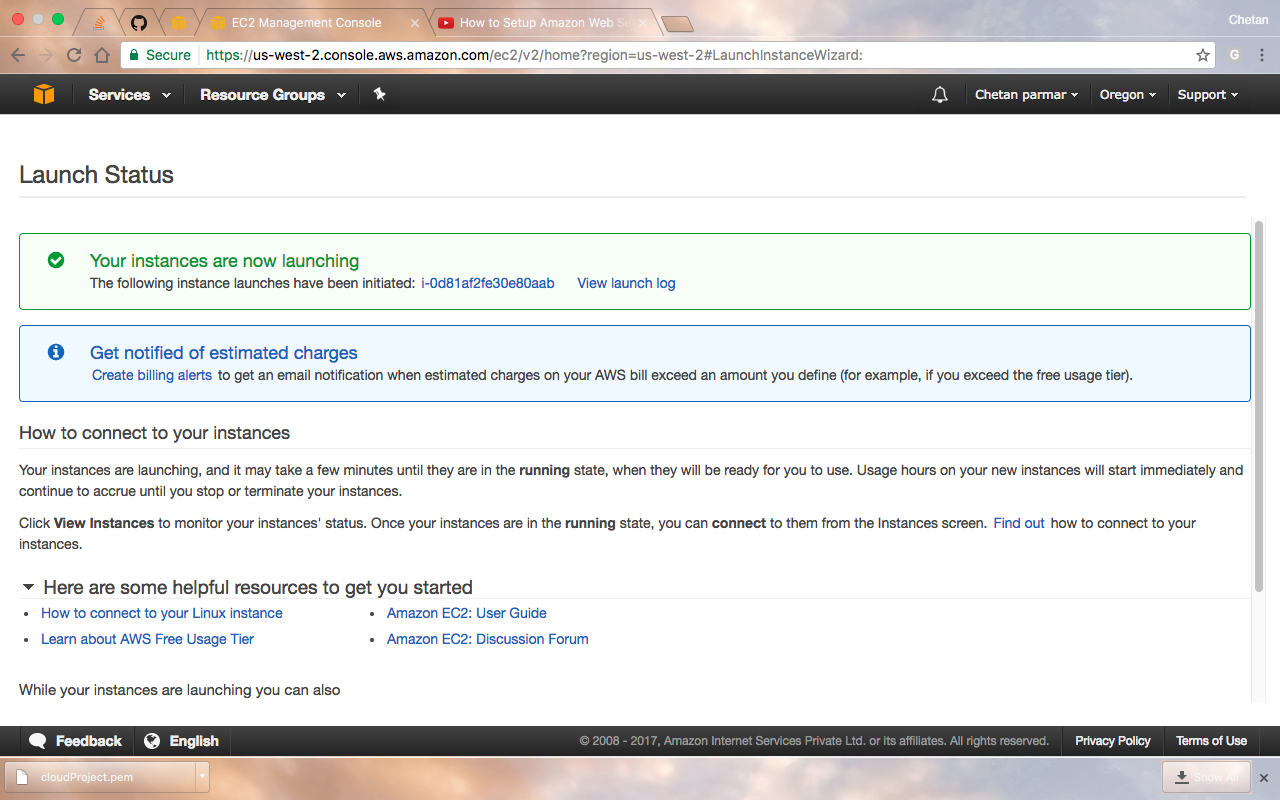 EC2 Management Console
How to Setup Amazon Web Se
Chetan
Secure
https://us-west-2.console.aws.amazon.com/ec2/v2/home?region=us-west-2#LaunchInstanceWizard:
G
Services
Resource Groups
Chetan parmar
Oregon
Support
Launch Status
Your instances are now launching
The following instance launches have been initiated: i-0d81af2fe30e80aab View launch log
Get notified of estimated charges
Create billing alerts to get an email notification when estimated charges on your AWS bill exceed an amount you define (for example, if you exceed the free usage tier).
How to connect to your instances
Your instances are launching, and it may take a few minutes until they are in the running state, when they will be ready for you to use. Usage hours on your new instances will start immediately and
continue to accrue until you stop or terminate your instances.
Click View Instances to monitor your instances' status. Once your instances are in the running state, you can connect to them from the Instances screen. Find out how to connect to your
instances.
Here are some helpful resources to get you started
• How to connect to your Linux instance
• Amazon EC2: User Guide
• Learn about AWS Free Usage Tier
• Amazon EC2: Discussion Forum
While your instances are launching you can also
Feedback
English
© 2008 - 2017, Amazon Internet Services Private Ltd. or its affiliates. All rights reserved.
Privacy Policy
Terms of Use
cloudProject.pem
Show All